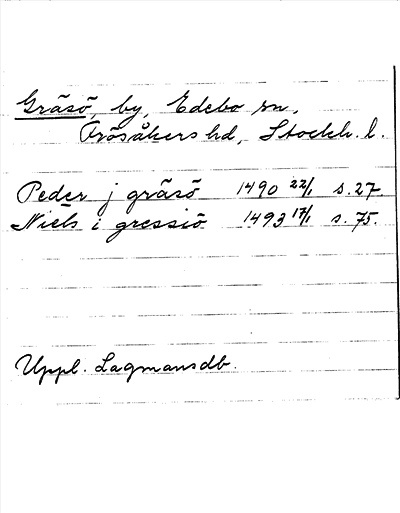 Gräsö, by, Edebo sn,
Frösåkers hd, Stockh. l.
Peder j gräsö 1490 22/1 s. 27.
Niels i gressiö 1493 17/1 s. 75.
Uppl. Lagmansdb.